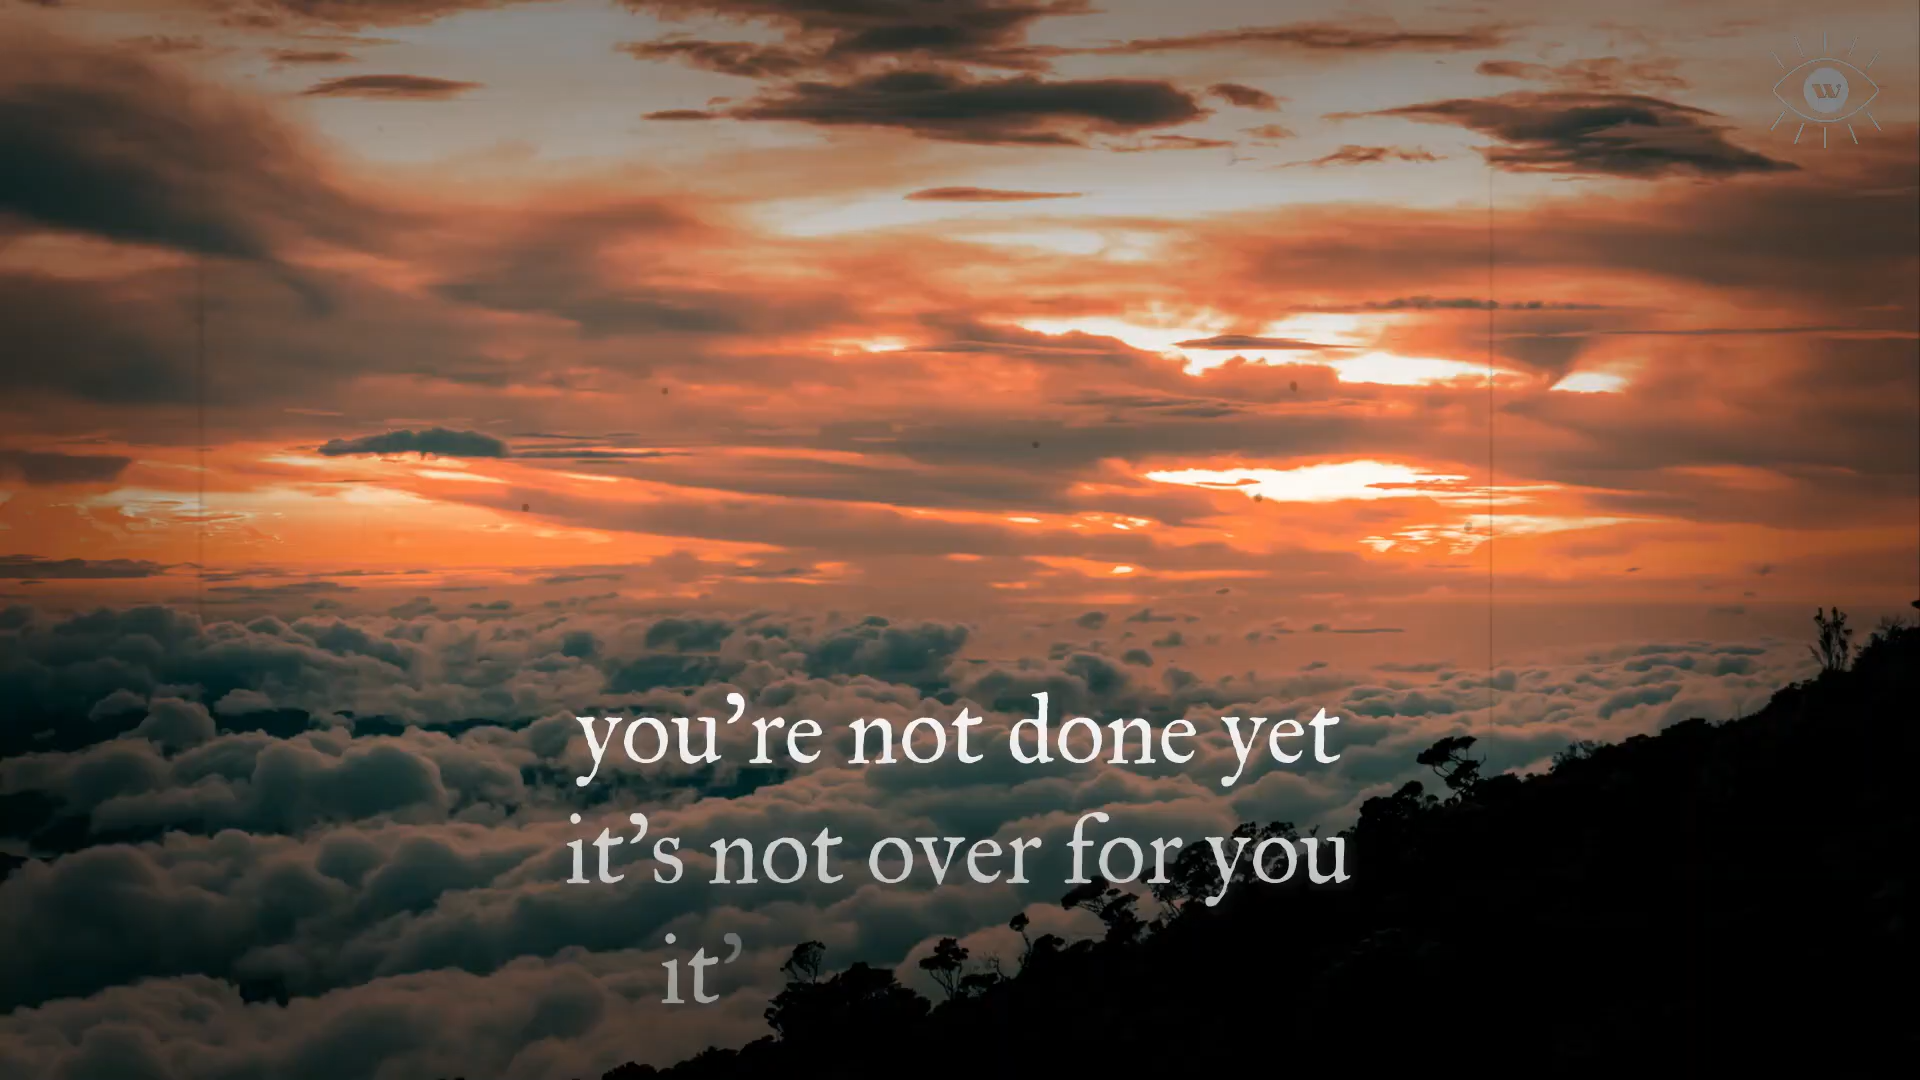 W
you’re not done yet
it’s not over for you
it’